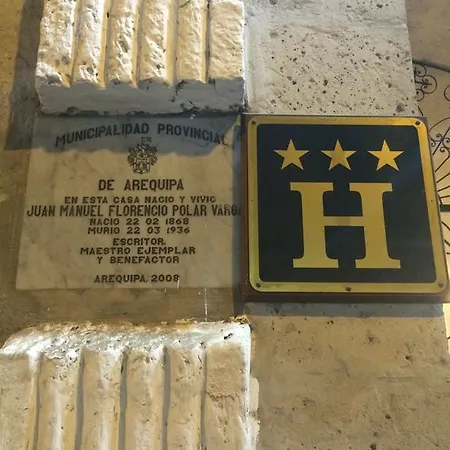 MUNICIPALIDAD PROVINCIAL
DE AREQUIPA
EN ESTA CASA NACIO Y VIVIO
JUAN MANUEL FLORENCIO POLAR VARGA
NACIO 22 02 1868
MURIO 22 03 1936
ESCRITOR,
MAESTRO EJEMPLAR
Y BENEFACTOR
AREQUIPA, 2008
H